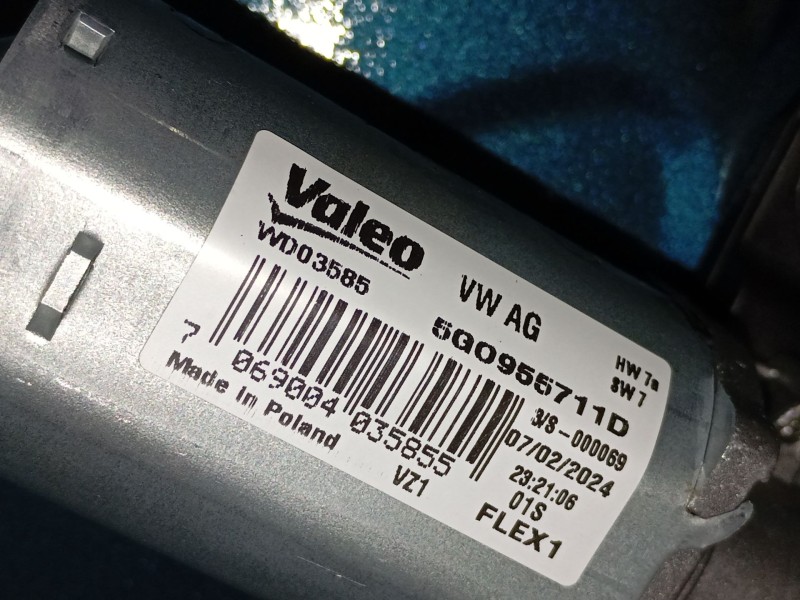 Valeo
WD03585
VW AG
5G0955711D
HW 7a
SW 7
3/S-000069
07/02/2024
23:21:06
01S
7 069004 035855
Made in Poland
VZ1
FLEX1